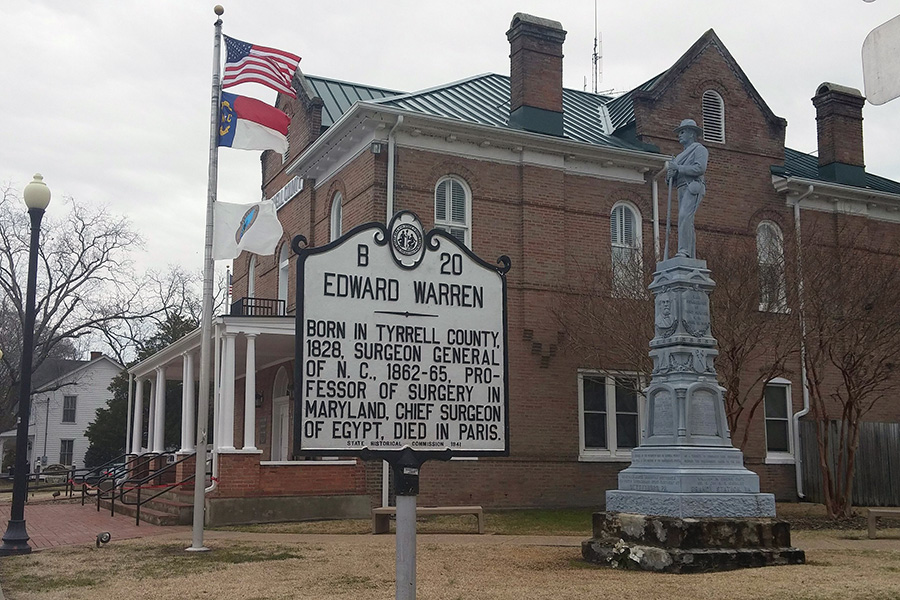 B 20
EDWARD WARREN
BORN IN TYRRELL COUNTY,
1828, SURGEON GENERAL
OF N. C., 1862-65, PRO-
FESSOR OF SURGERY IN
MARYLAND, CHIEF SURGEON
OF EGYPT, DIED IN PARIS.
STATE HISTORICAL COMMISSION 1941